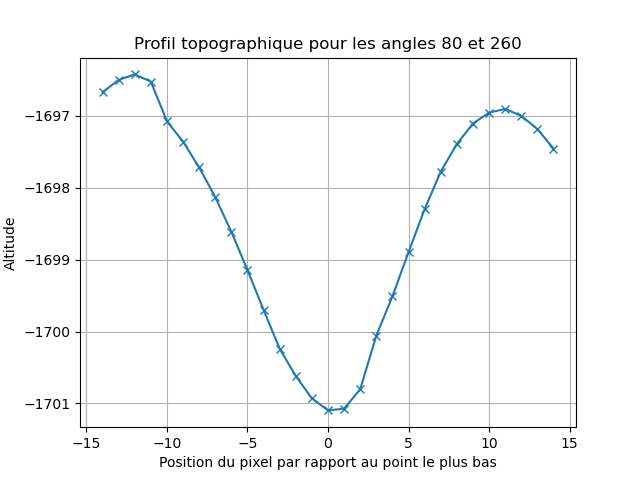 Profil topographique pour les angles 80 et 260
Altitude
−1697
−1698
−1699
−1700
−1701
−15 −10 −5 0 5 10 15
Position du pixel par rapport au point le plus bas